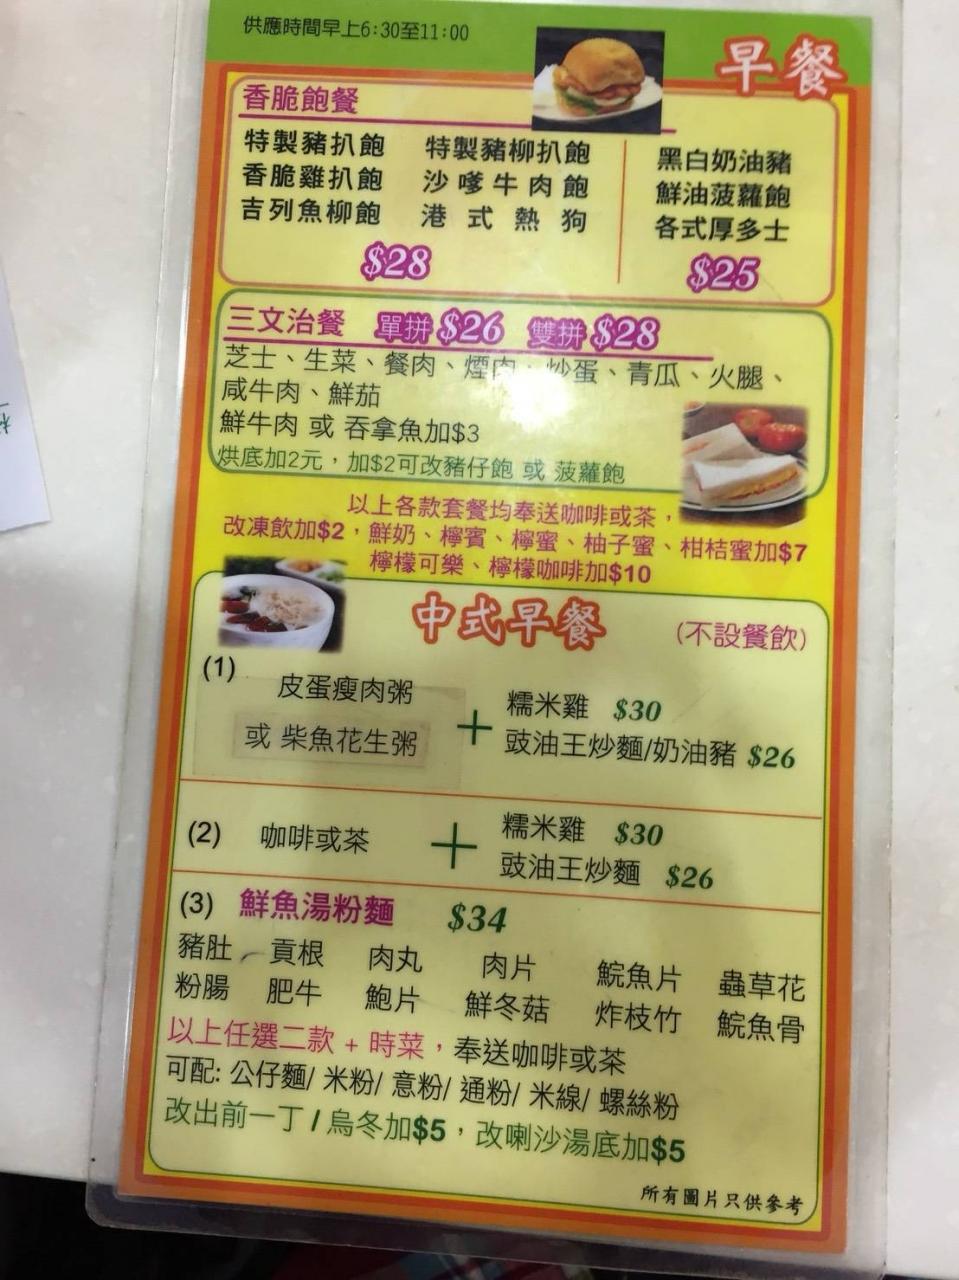 供應時間早上6:30至11:00
早餐
香脆飽餐
特製豬扒飽 特製豬柳扒飽
香脆雞扒飽 沙嗲牛肉飽
吉列魚柳飽 港式熱狗
$28
黑白奶油豬
鮮油菠蘿飽
各式厚多士
$25
三文治餐 單拼 $26 雙拼 $28
芝士、生菜、餐肉、煙肉、炒蛋、青瓜、火腿、
咸牛肉、鮮茄
鮮牛肉 或 吞拿魚加$3
烘底加2元，加$2可改豬仔飽 或 菠蘿飽
以上各款套餐均奉送咖啡或茶，
改凍飲加$2，鮮奶、檸賓、檸蜜、柚子蜜、柑桔蜜加$7
檸檬可樂、檸檬咖啡加$10
中式早餐 (不設餐飲)
(1) 皮蛋瘦肉粥
或 柴魚花生粥
+ 糯米雞 $30
豉油王炒麵/奶油豬 $26
(2) 咖啡或茶 + 糯米雞 $30
豉油王炒麵 $26
(3) 鮮魚湯粉麵 $34
豬肚 貢根 肉丸 肉片 鯇魚片 蟲草花
粉腸 肥牛 鮑片 鮮冬菇 炸枝竹 鯇魚骨
以上任選二款 + 時菜，奉送咖啡或茶
可配: 公仔麵/ 米粉/ 意粉/ 通粉/ 米線/ 螺絲粉
改出前一丁 / 烏冬加$5，改喇沙湯底加$5
所有圖片只供參考